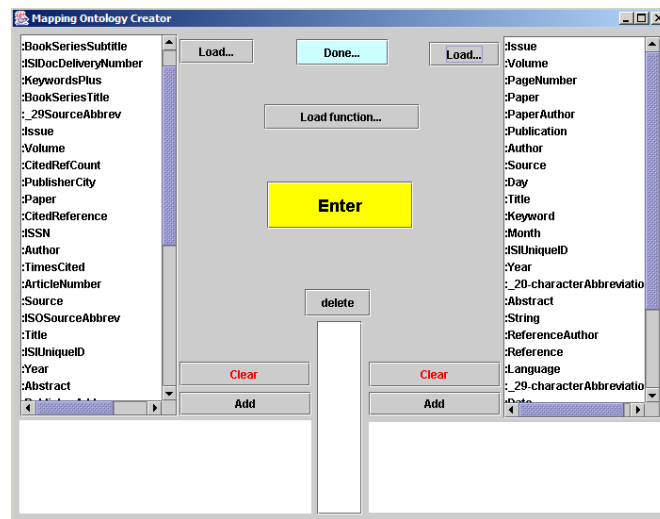 Mapping Ontology Creator
:BookSeriesSubtitle
:ISIDocDeliveryNumber
:KeywordsPlus
:BookSeriesTitle
:_29SourceAbbrev
:Issue
:Volume
:CitedRefCount
:PublisherCity
:Paper
:CitedReference
:ISSN
:Author
:TimesCited
:ArticleNumber
:Source
:ISOSourceAbbrev
:Title
:ISIUniqueID
:Year
:Abstract
Load...
Done...
Load...
Load function...
Enter
delete
Clear
Add
Clear
Add
:Issue
:Volume
:PageNumber
:Paper
:PaperAuthor
:Publication
:Author
:Source
:Day
:Title
:Keyword
:Month
:ISIUniqueID
:Year
:_20-characterAbbreviatio
:Abstract
:String
:ReferenceAuthor
:Reference
:Language
:_29-characterAbbreviatio
:Date